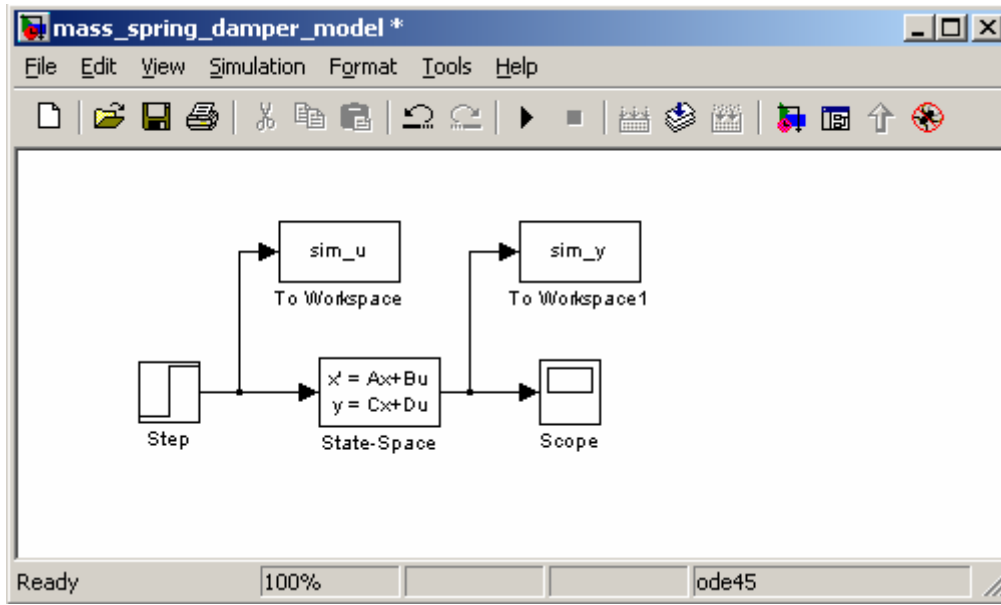 mass_spring_damper_model *
File Edit View Simulation Format Tools Help
sim_u
sim_y
To Workspace
To Workspace1
x' = Ax+Bu
y = Cx+Du
Step
State-Space
Scope
Ready 100% ode45